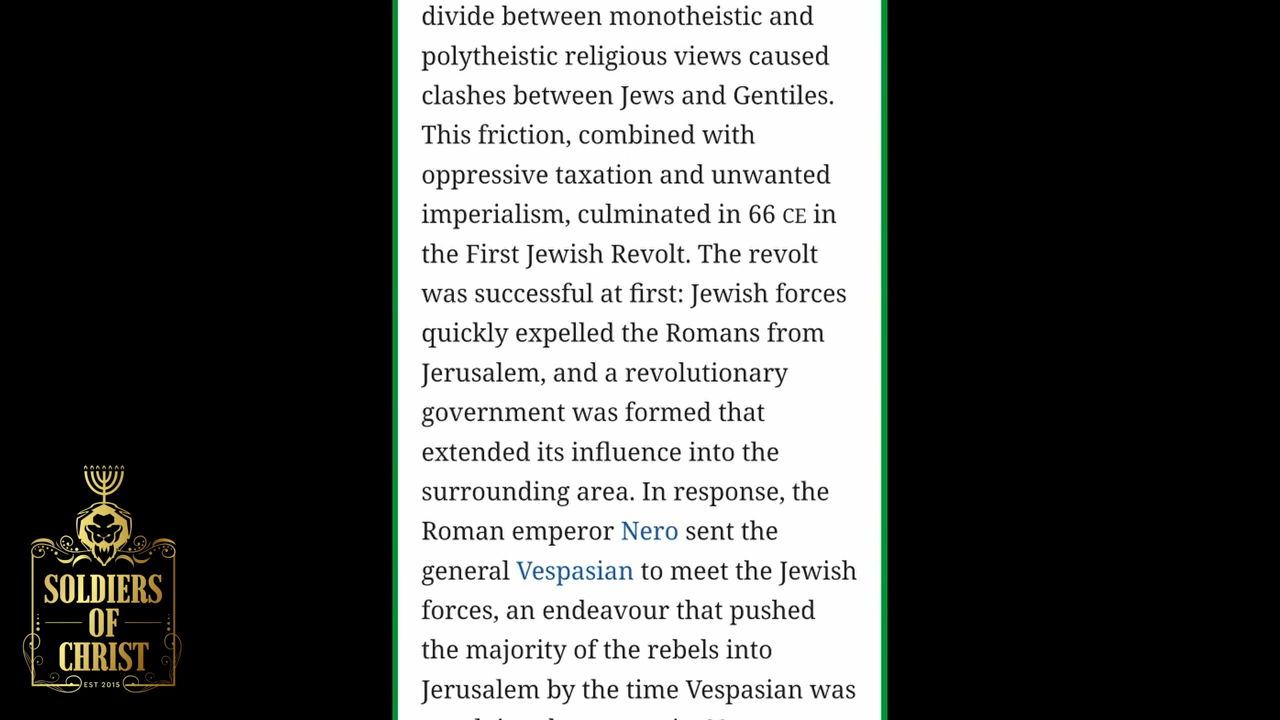 divide between monotheistic and
polytheistic religious views caused
clashes between Jews and Gentiles.
This friction, combined with
oppressive taxation and unwanted
imperialism, culminated in 66 CE in
the First Jewish Revolt. The revolt
was successful at first: Jewish forces
quickly expelled the Romans from
Jerusalem, and a revolutionary
government was formed that
extended its influence into the
surrounding area. In response, the
Roman emperor Nero sent the
general Vespasian to meet the Jewish
forces, an endeavour that pushed
the majority of the rebels into
Jerusalem by the time Vespasian was
SOLDIERS
OF
CHRIST
EST 2015